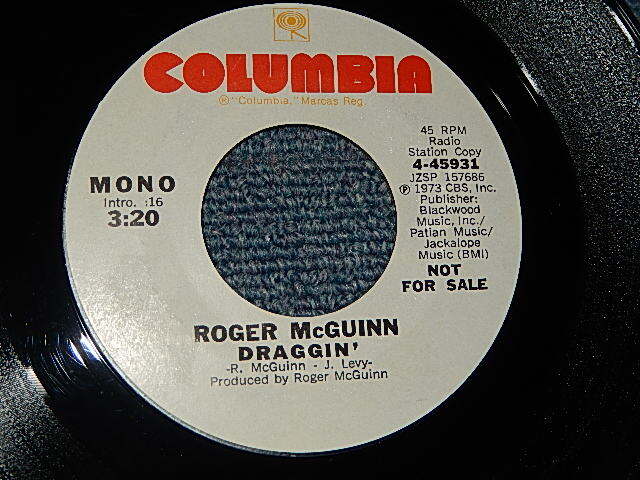 COLUMBIA
® "Columbia," Marcas Reg.
MONO
Intro. :16
3:20
45 RPM
Radio
Station Copy
4-45931
JZSP 157686
Ⓟ 1973 CBS, Inc.
Publisher:
Blackwood
Music, Inc./
Patian Music/
Jackalope
Music (BMI)
NOT
FOR SALE
ROGER McGUINN
DRAGGIN'
-R. McGuinn - J. Levy-
Produced by Roger McGuinn